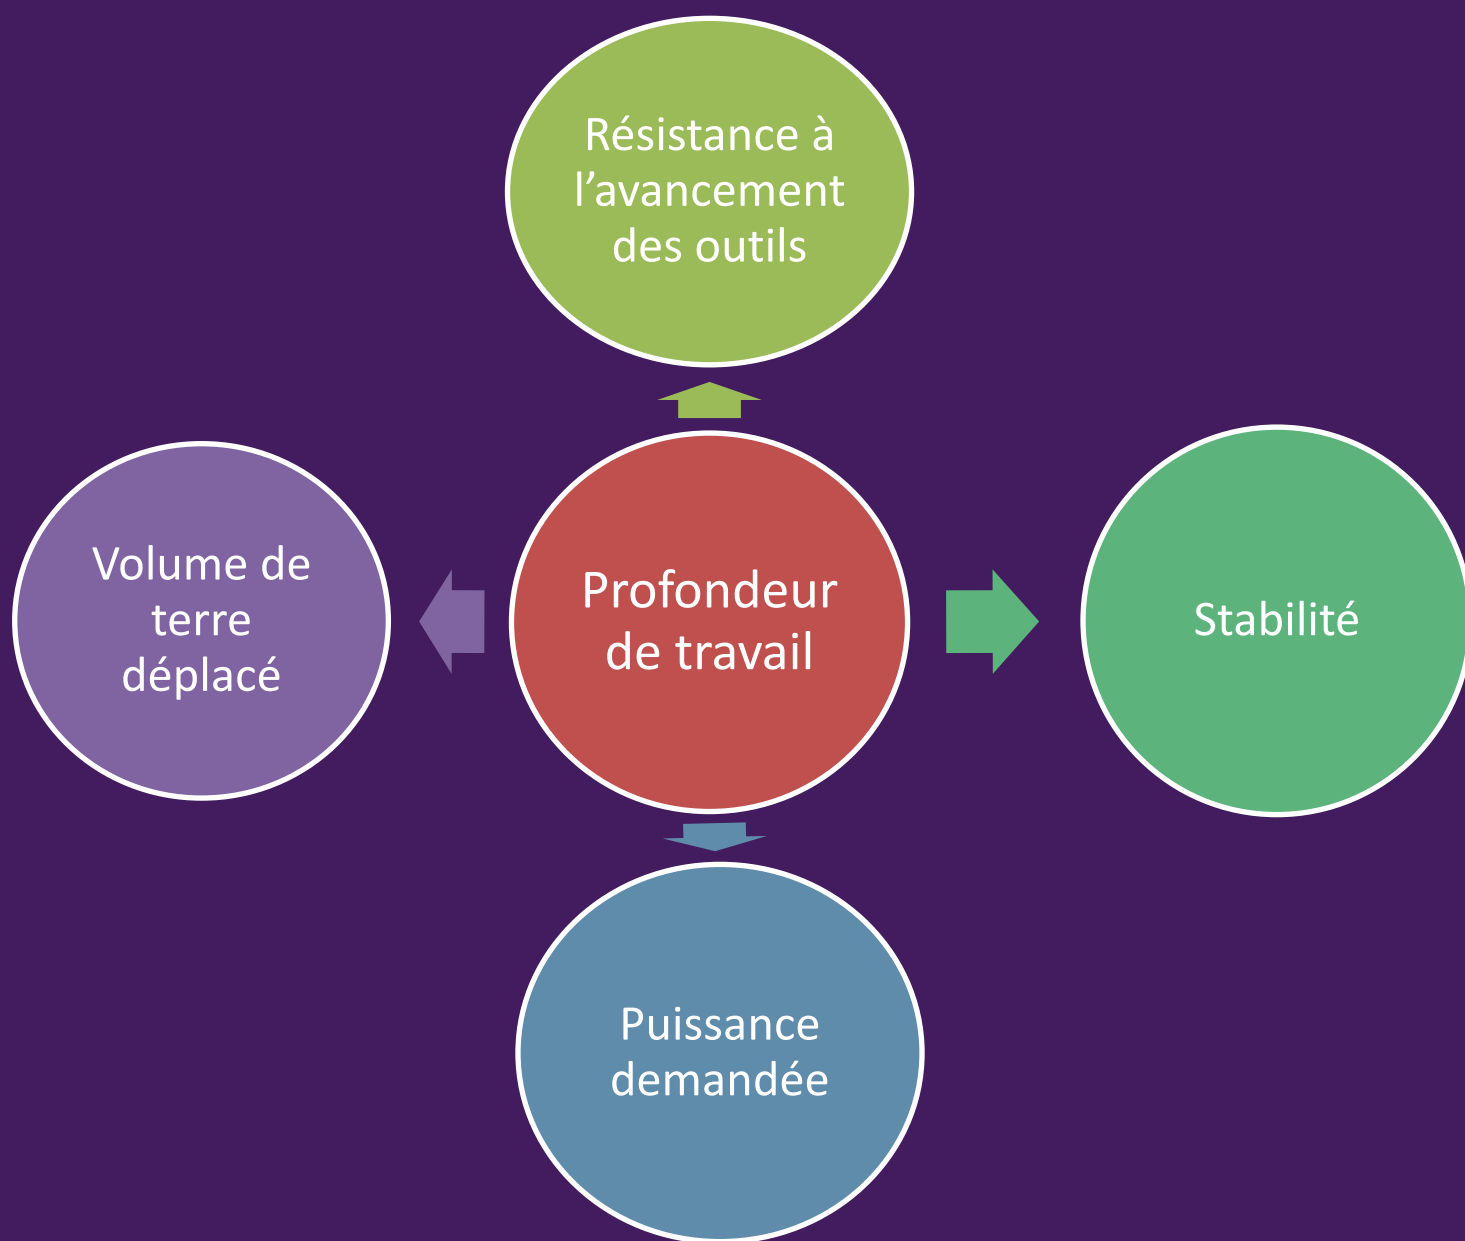 Résistance à
l’avancement
des outils
Volume de
terre
déplacé
Profondeur
de travail
Stabilité
Puissance
demandée